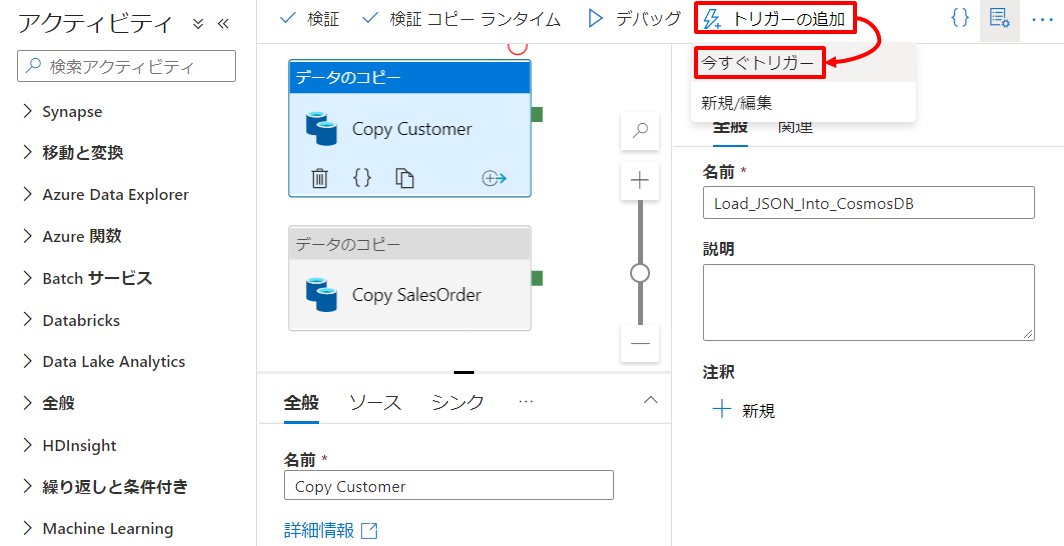 アクティビティ
検索アクティビティ
Synapse
移動と変換
Azure Data Explorer
Azure 関数
Batch サービス
Databricks
Data Lake Analytics
全般
HDInsight
繰り返しと条件付き
Machine Learning
検証
検証 コピー ランタイム
デバッグ
トリガーの追加
今すぐトリガー
新規/編集
データのコピー
Copy Customer
データのコピー
Copy SalesOrder
全般
ソース
シンク
名前 *
Copy Customer
詳細情報
全般
関連
名前 *
Load_JSON_Into_CosmosDB
説明
注釈
新規